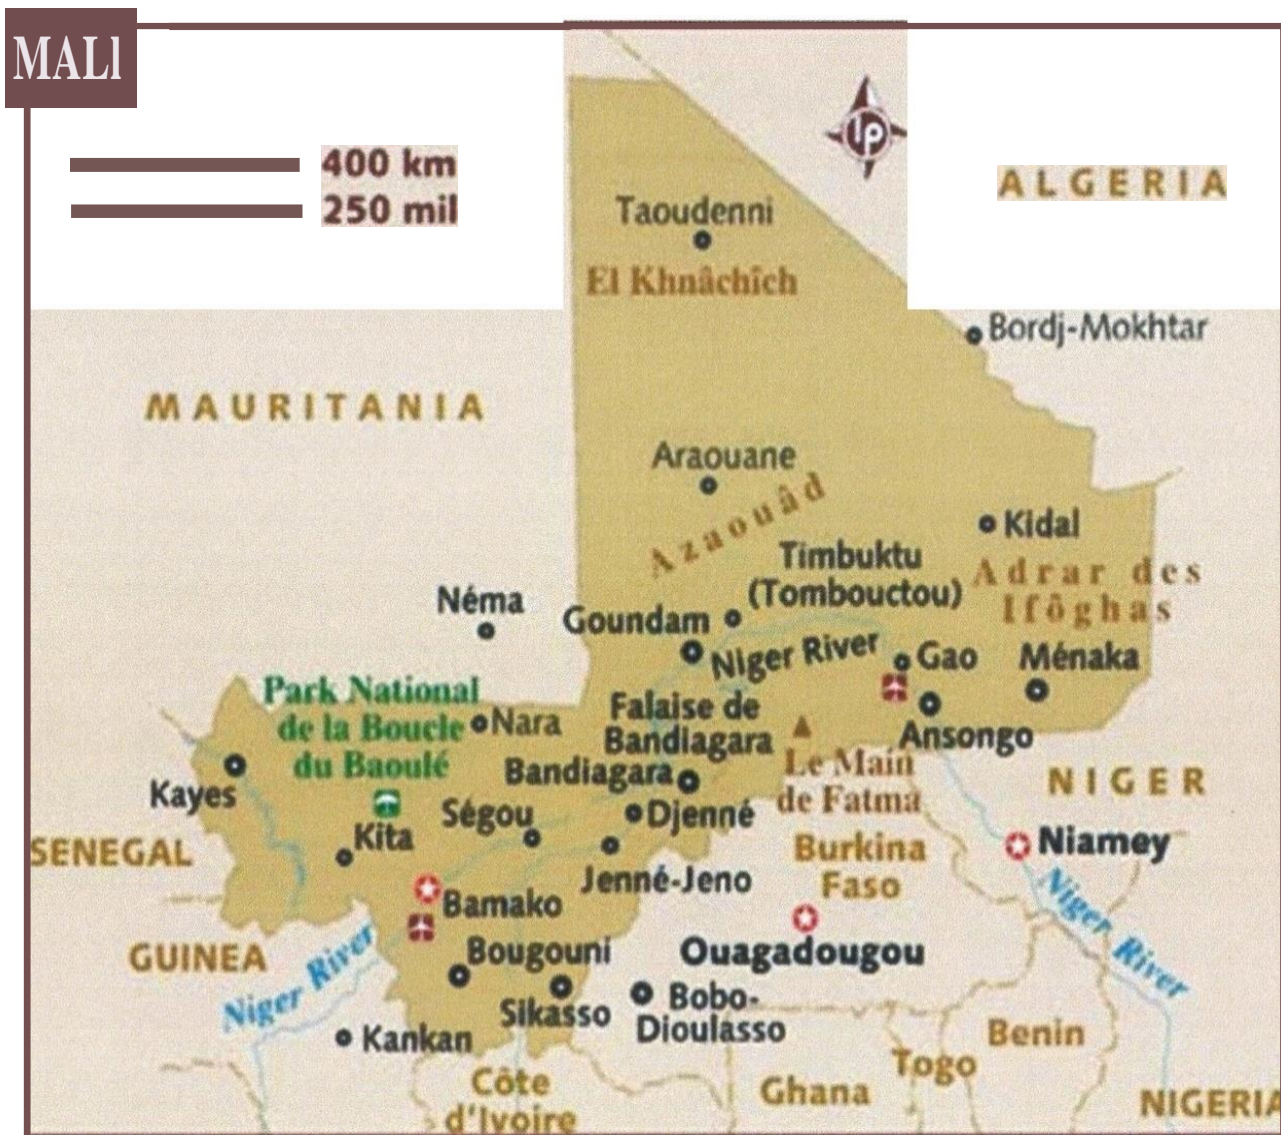 MALl
400 km
250 mil
lp
ALGERIA
Taoudenni
El Khnâchîch
Bordj-Mokhtar
MAURITANIA
Araouane
Azaouâd
Kidal
Timbuktu
(Tombouctou)
Adrar des
Ifôghas
Néma
Goundam
Niger River
Gao
Ménaka
Park National
de la Boucle
du Baoulé
Nara
Falaise de
Bandiagara
Ansongo
Bandiagara
Le Main
de Fatma
NIGER
Kayes
Ségou
Djenné
Kita
SENEGAL
Burkina
Faso
Niamey
Jenné-Jeno
Bamako
Niger River
GUINEA
Bougouni
Ouagadougou
Niger River
Sikasso
Bobo-
Dioulasso
Kankan
Benin
Togo
Côte
d'Ivoire
Ghana
NIGERIA